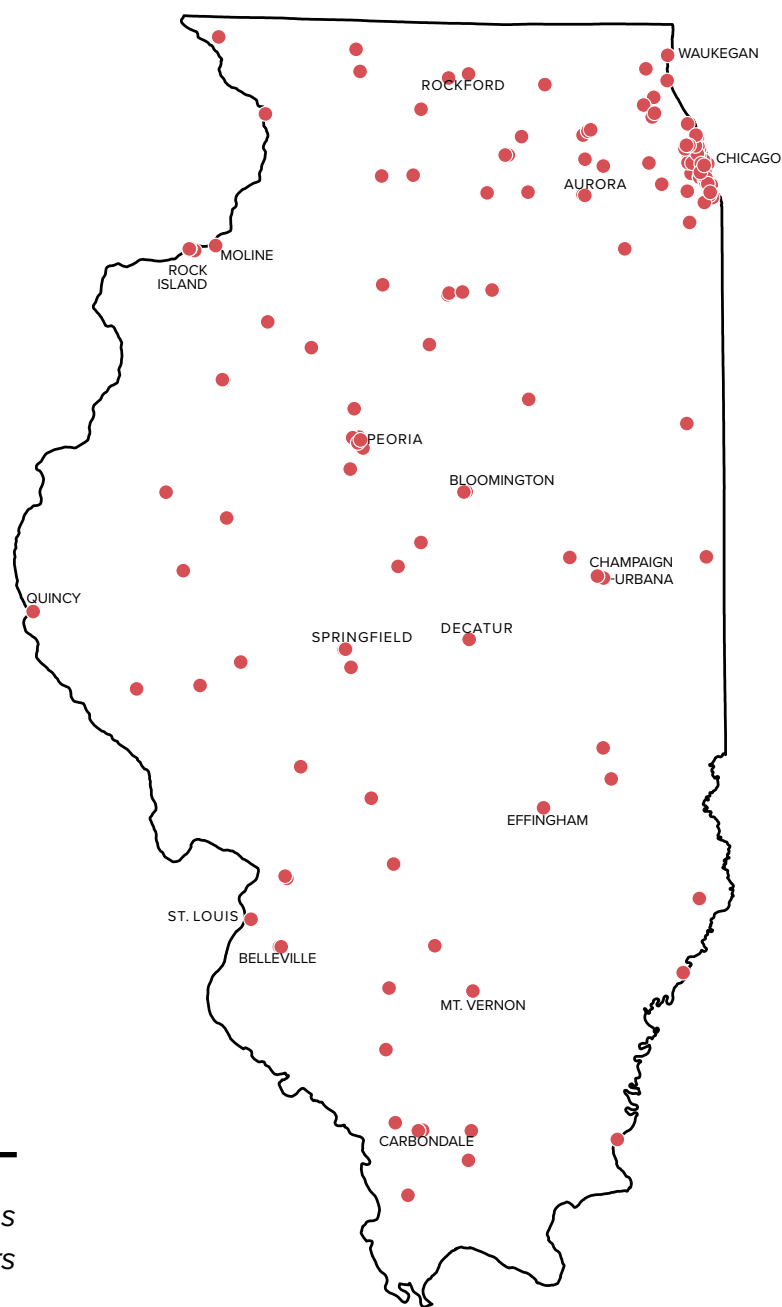 WAUKEGAN
ROCKFORD
CHICAGO
AURORA
MOLINE
ROCK
ISLAND
PEORIA
BLOOMINGTON
CHAMPAIGN
-URBANA
QUINCY
DECATUR
SPRINGFIELD
EFFINGHAM
ST. LOUIS
BELLEVILLE
MT. VERNON
CARBONDALE